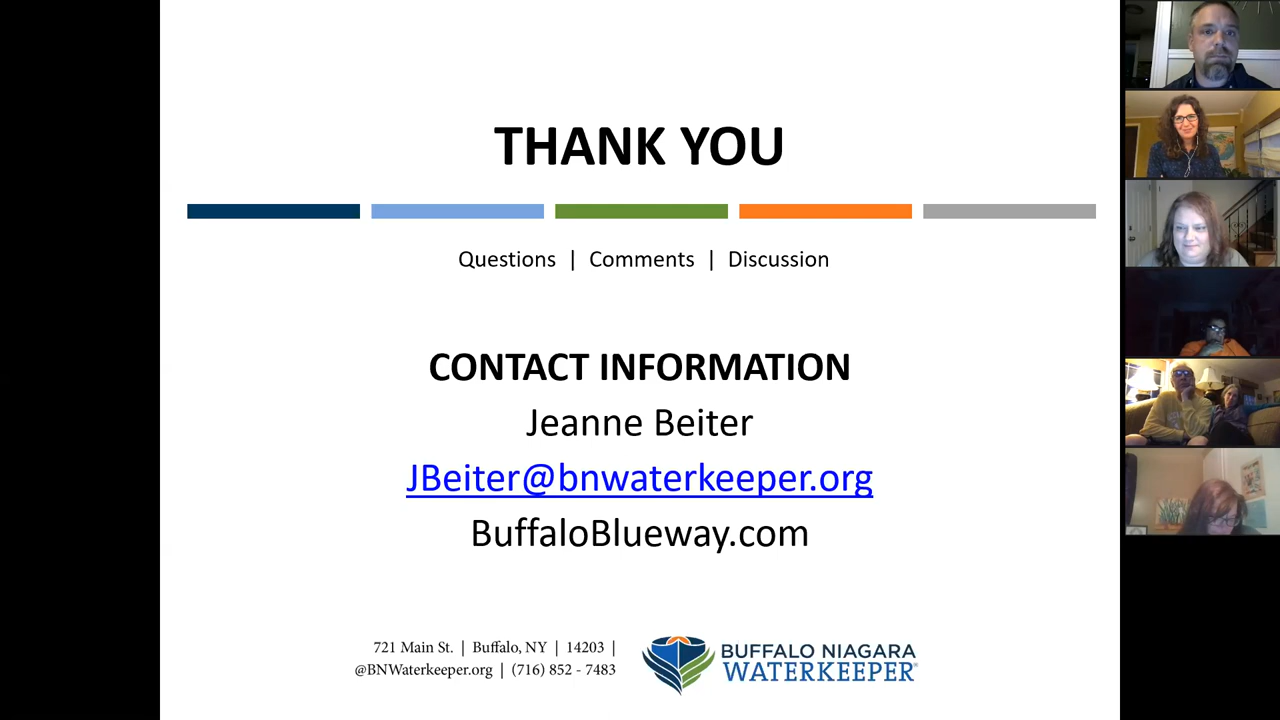 THANK YOU
Questions | Comments | Discussion
CONTACT INFORMATION
Jeanne Beiter
JBeiter@bnwaterkeeper.org
BuffaloBlueway.com
721 Main St. | Buffalo, NY | 14203 |
@BNWaterkeeper.org | (716) 852 - 7483
BUFFALO NIAGARA
WATERKEEPER®